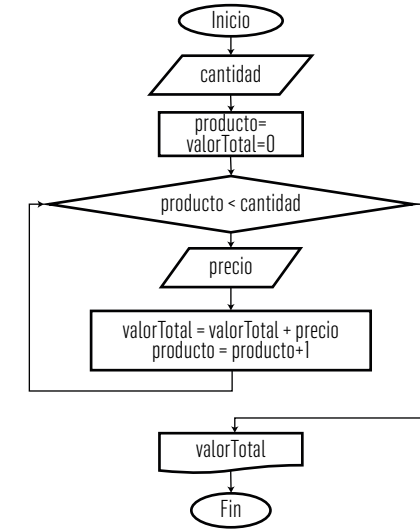 Inicio
cantidad
producto=
valorTotal=0
producto < cantidad
precio
valorTotal = valorTotal + precio
producto = producto+1
valorTotal
Fin